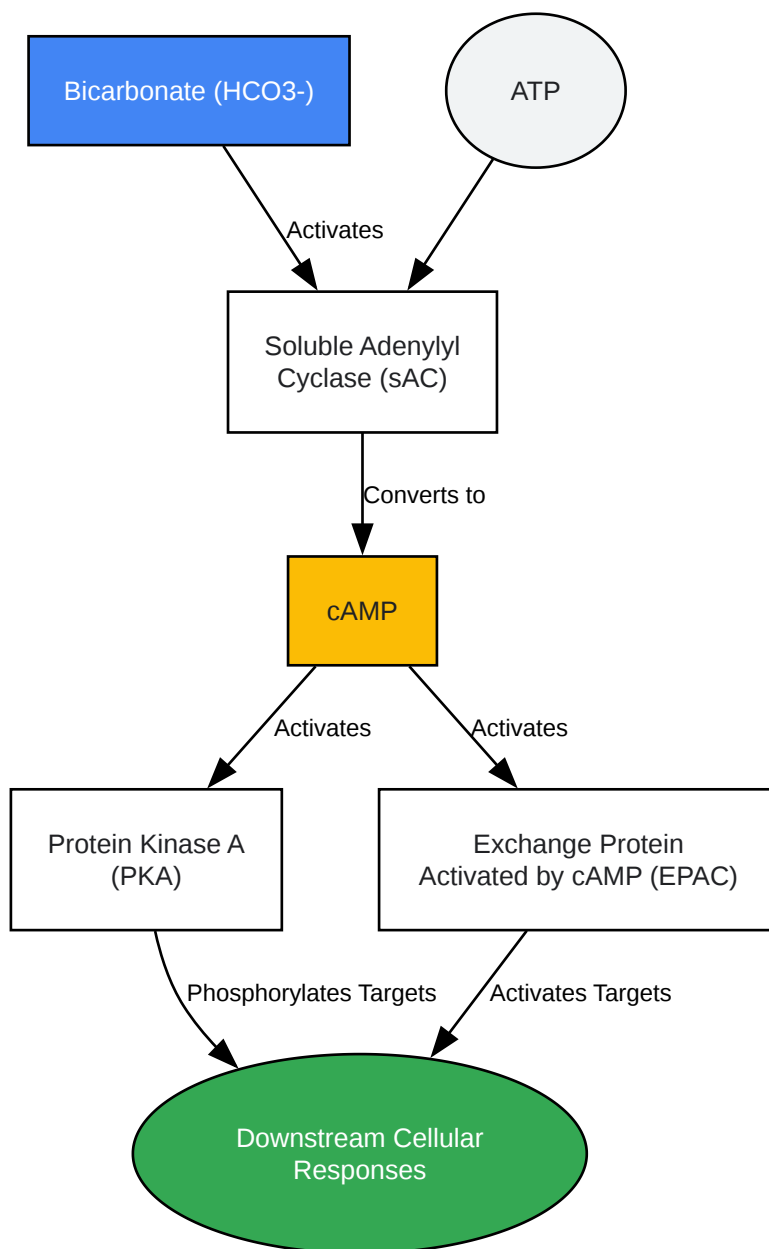 Bicarbonate (HCO3-)
ATP
Activates
Soluble Adenylyl
Cyclase (sAC)
Converts to
cAMP
Activates
Activates
Protein Kinase A
(PKA)
Exchange Protein
Activated by cAMP (EPAC)
Phosphorylates Targets
Activates Targets
Downstream Cellular
Responses